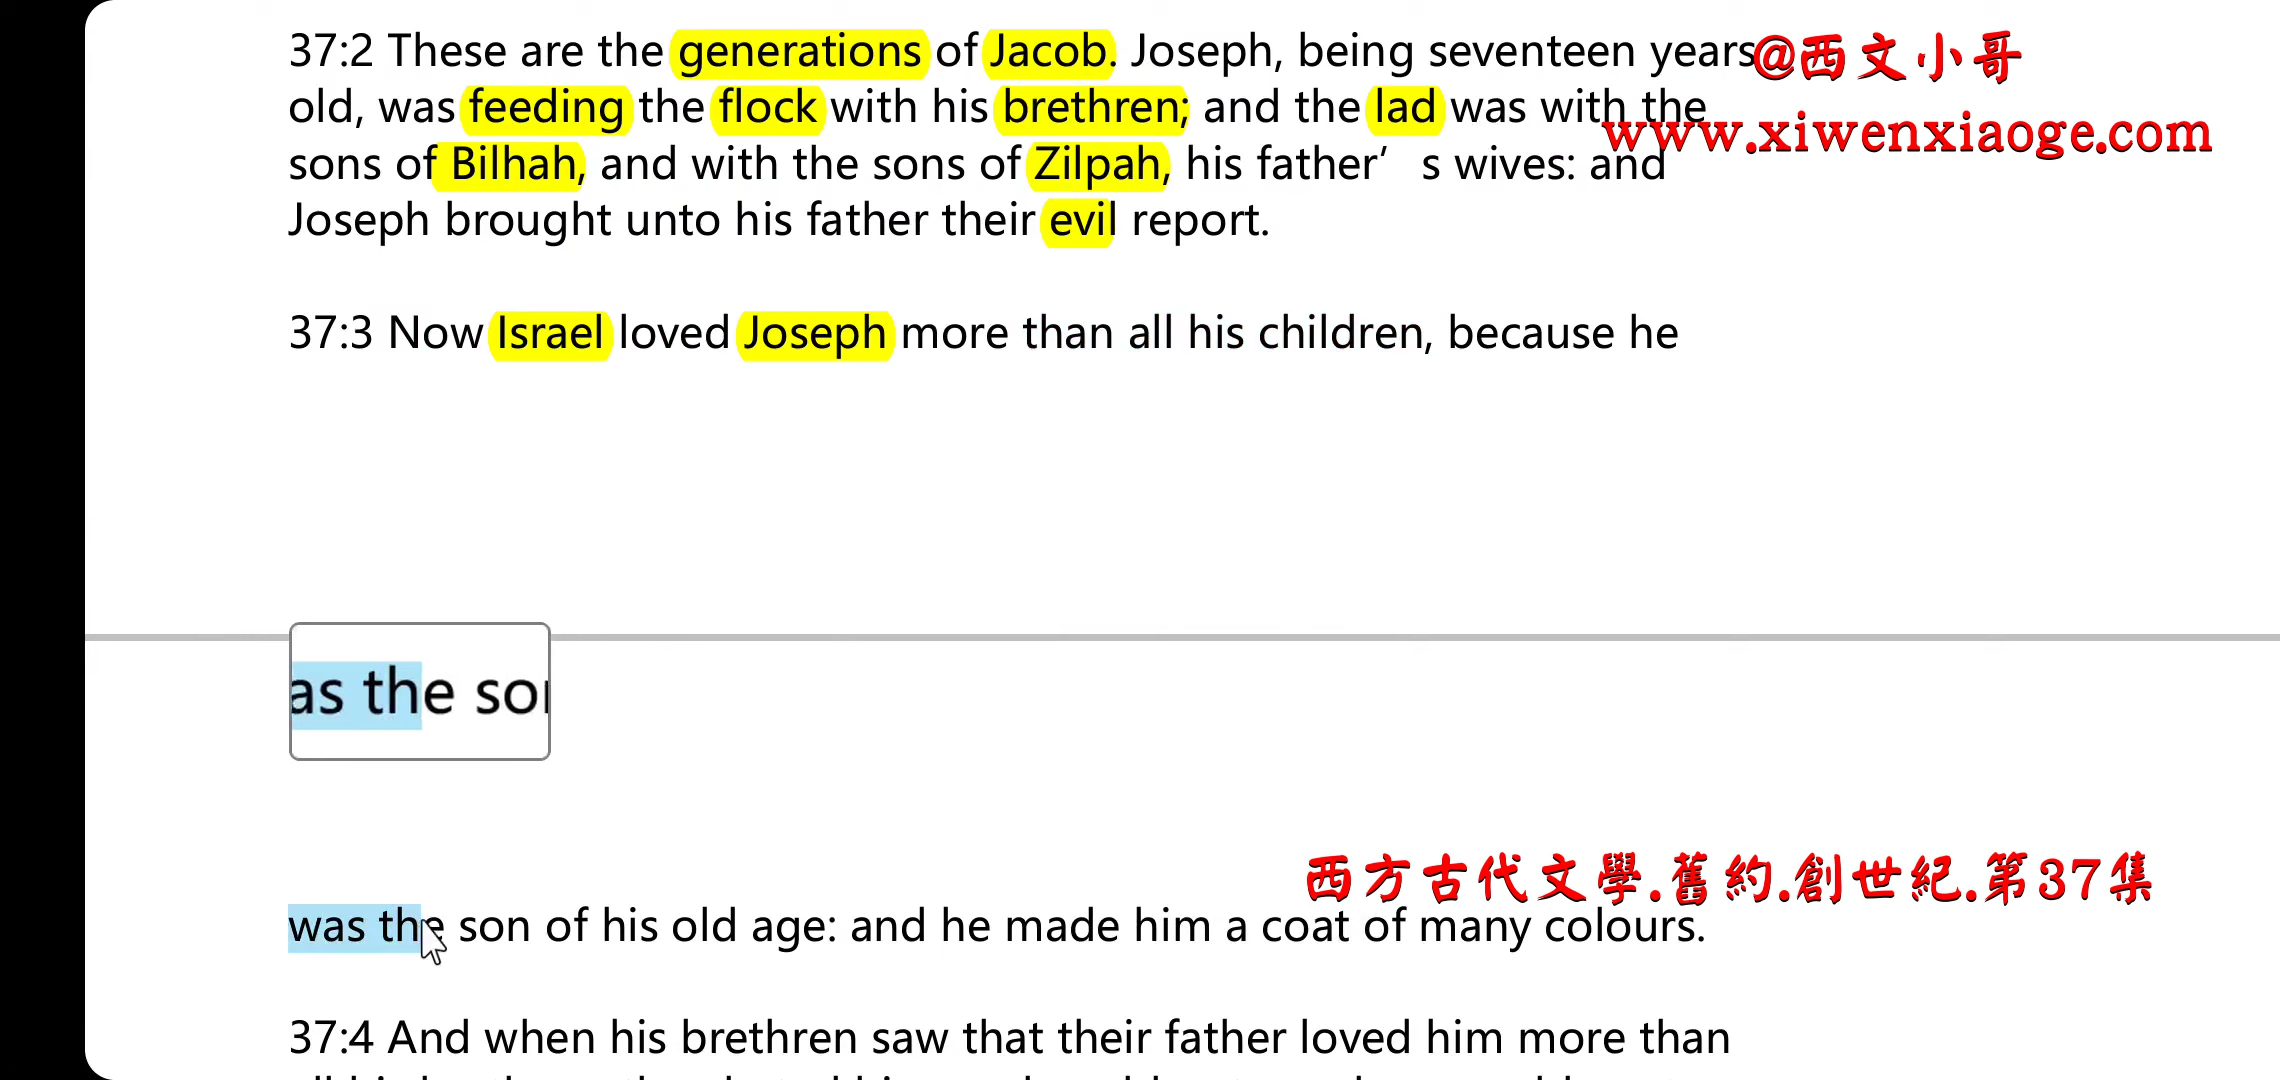 37:2 These are the generations of Jacob. Joseph, being seventeen years
@西文小哥
old, was feeding the flock with his brethren; and the lad was with the
www.xiwenxiaoge.com
sons of Bilhah, and with the sons of Zilpah, his father’ s wives: and
Joseph brought unto his father their evil report.
37:3 Now Israel loved Joseph more than all his children, because he
as the so
西方古代文學.舊約.創世紀.第37集
was the son of his old age: and he made him a coat of many colours.
37:4 And when his brethren saw that their father loved him more than